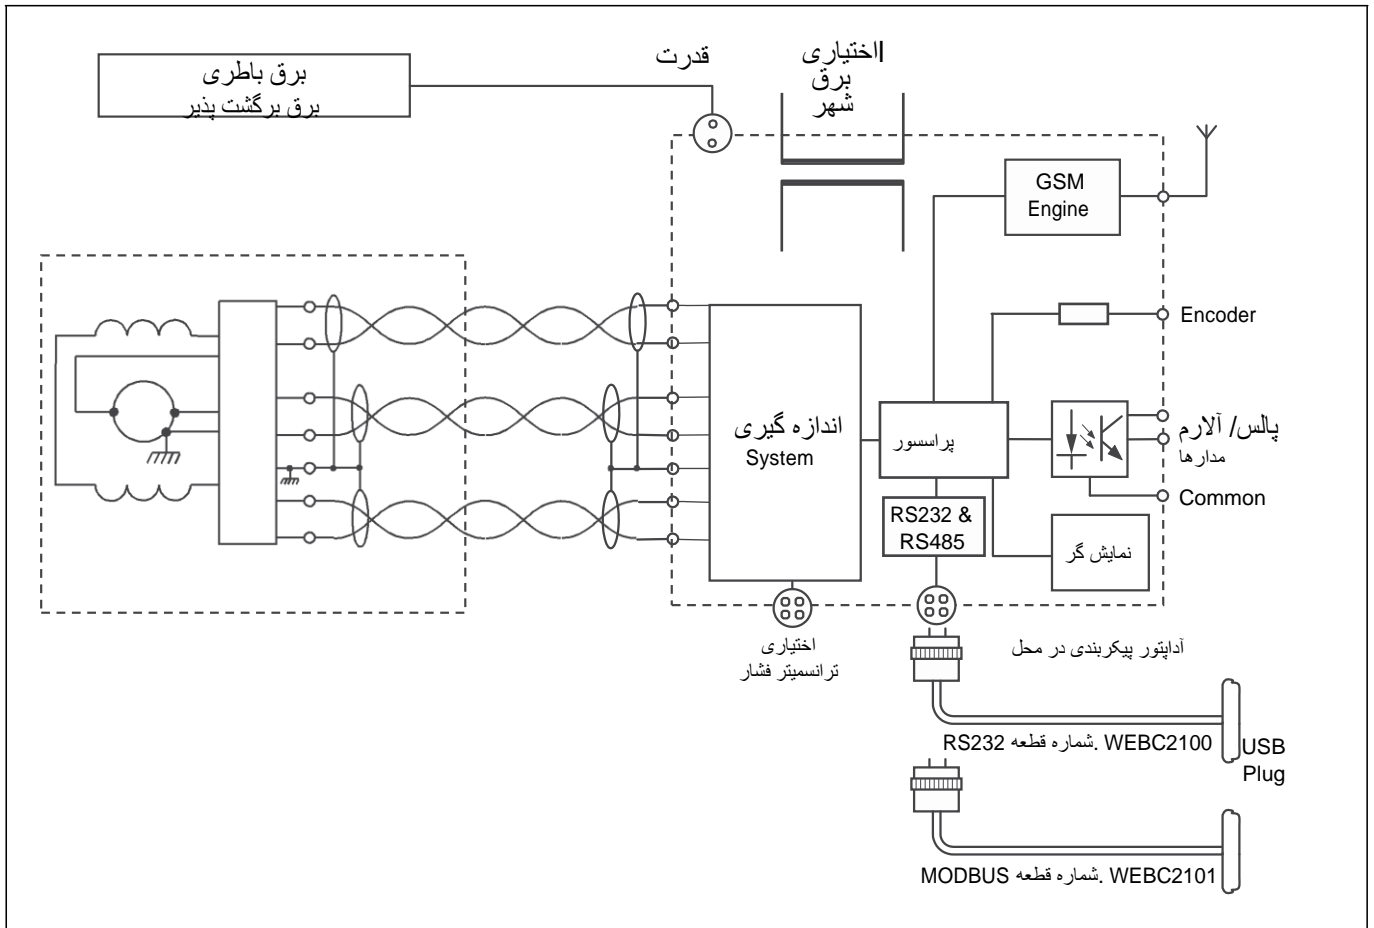 برق باطری
برق برگشت پذیر
قدرت
اختیاری
برق
شهر
GSM
Engine
Encoder
پالس/ آلارم
مدارها
Common
اندازه گیری
System
پراسسور
RS232 &
RS485
نمایش گر
اختیاری
ترانسمیتر فشار
آداپتور پیکربندی در محل
RS232 شماره قطعه. WEBC2100
USB
Plug
MODBUS شماره قطعه. WEBC2101